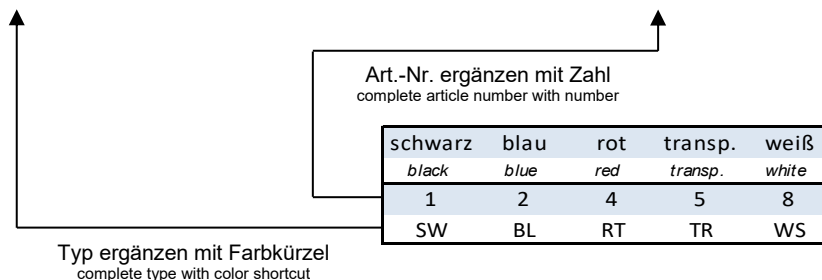 Art.-Nr. ergänzen mit Zahl
complete article number with number
schwarz blau rot transp. weiß
black blue red transp. white
1 2 4 5 8
SW BL RT TR WS
Typ ergänzen mit Farbkürzel
complete type with color shortcut